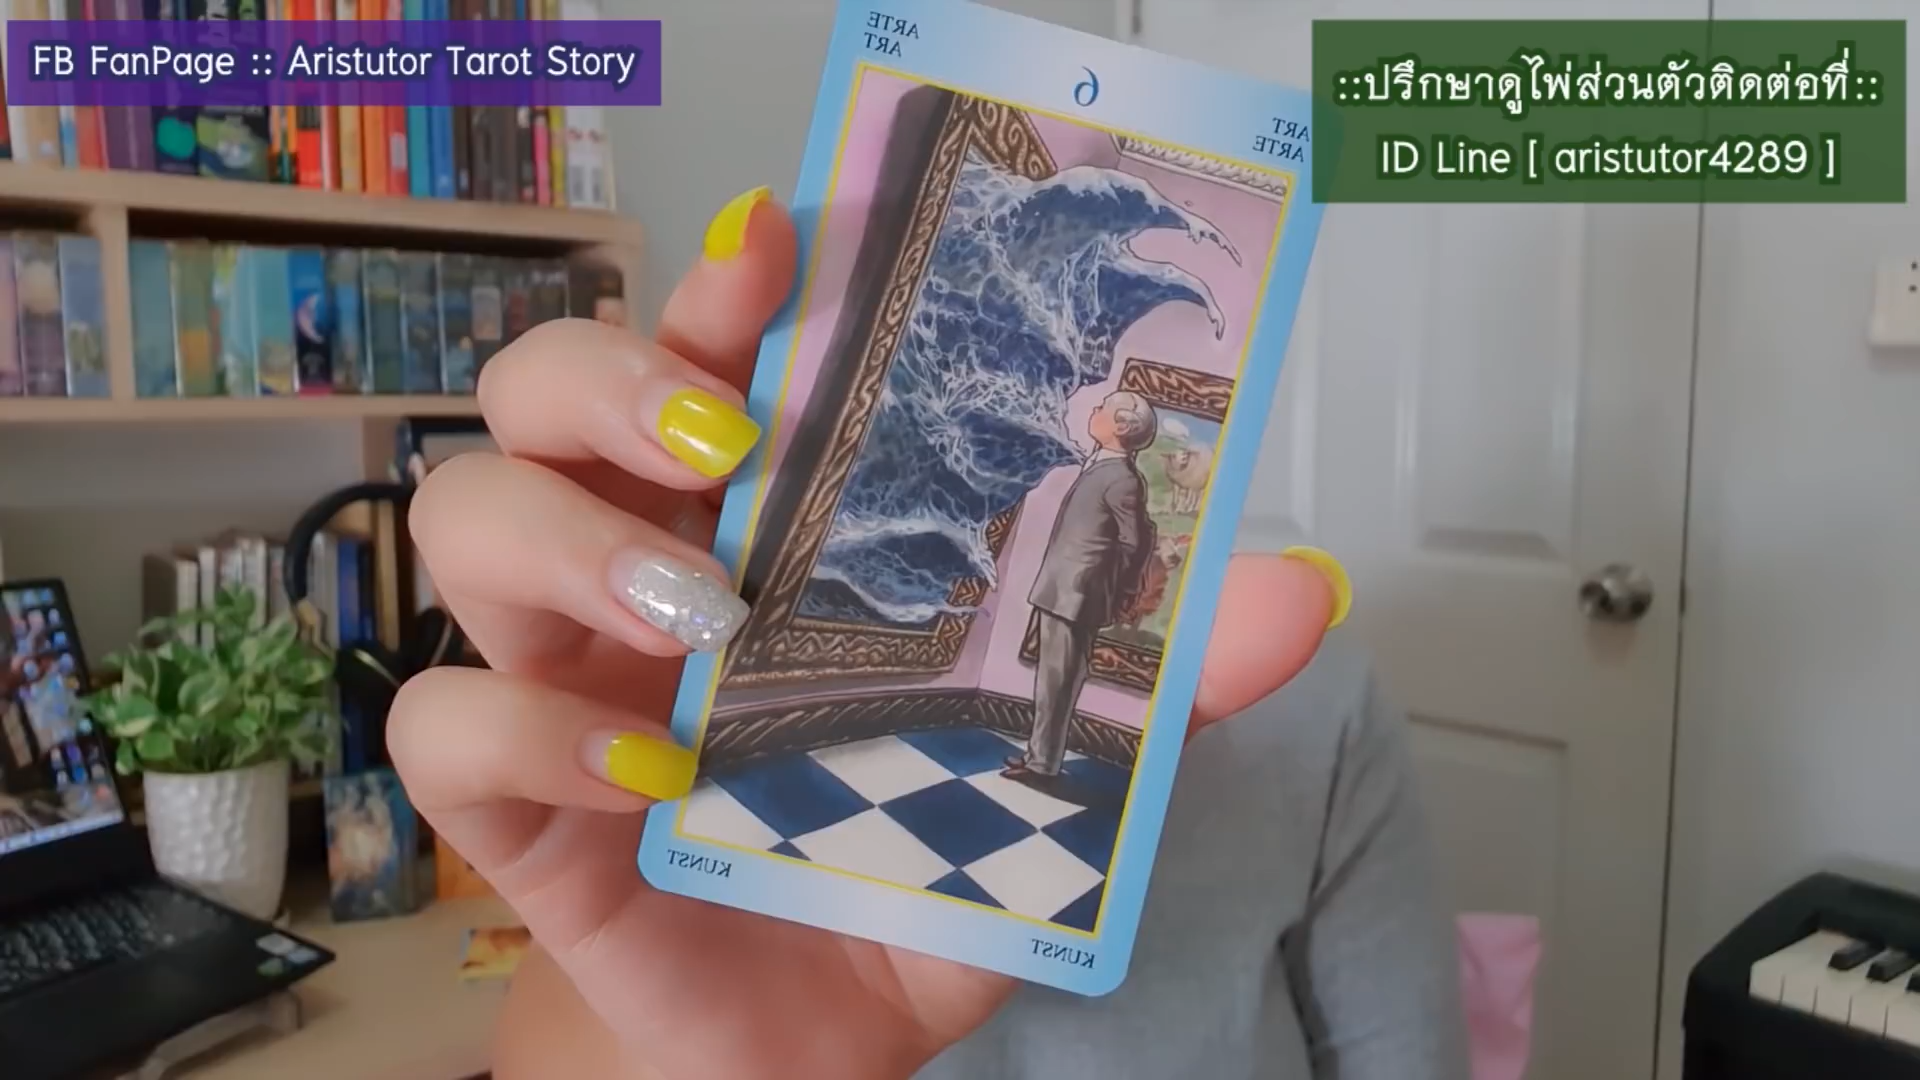 FB FanPage :: Aristutor Tarot Story
::ปรึกษาดูไพ่ส่วนตัวติดต่อที่::
ID Line [ aristutor4289 ]
ARTE
ART
6
ART
ARTE
KUNST
KUNST